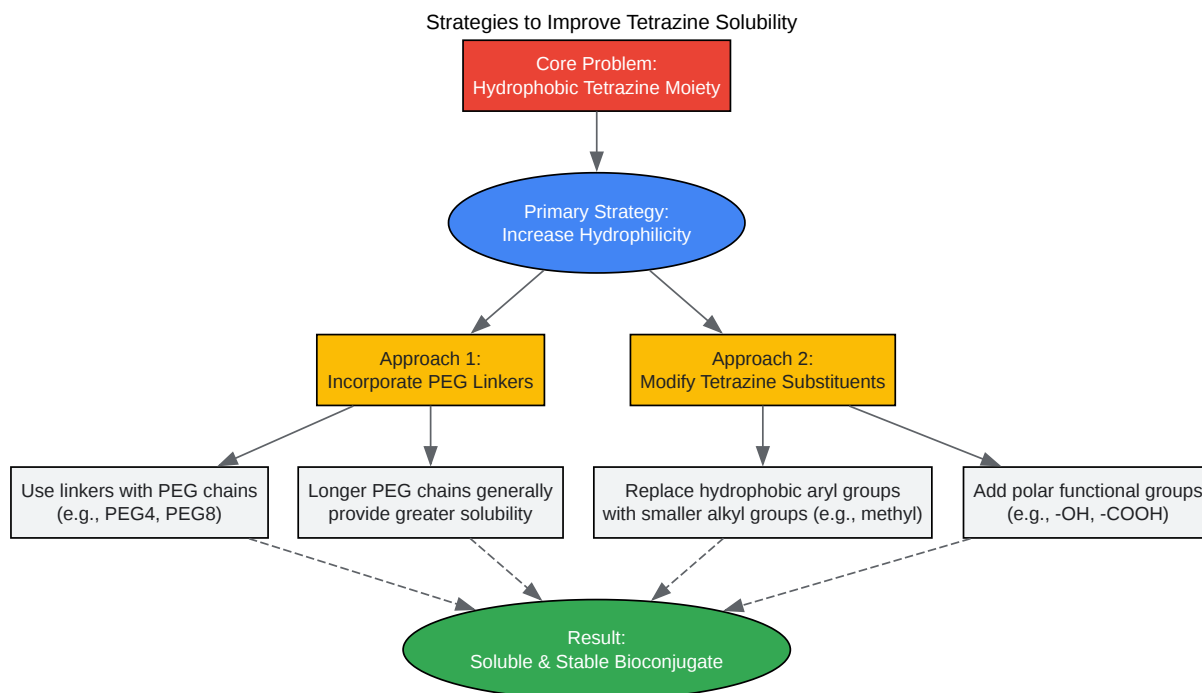 Strategies to Improve Tetrazine Solubility
Core Problem:
Hydrophobic Tetrazine Moiety
Primary Strategy:
Increase Hydrophilicity
Approach 1:
Incorporate PEG Linkers
Approach 2:
Modify Tetrazine Substituents
Use linkers with PEG chains
(e.g., PEG4, PEG8)
Longer PEG chains generally
provide greater solubility
Replace hydrophobic aryl groups
with smaller alkyl groups (e.g., methyl)
Add polar functional groups
(e.g., -OH, -COOH)
Result:
Soluble & Stable Bioconjugate